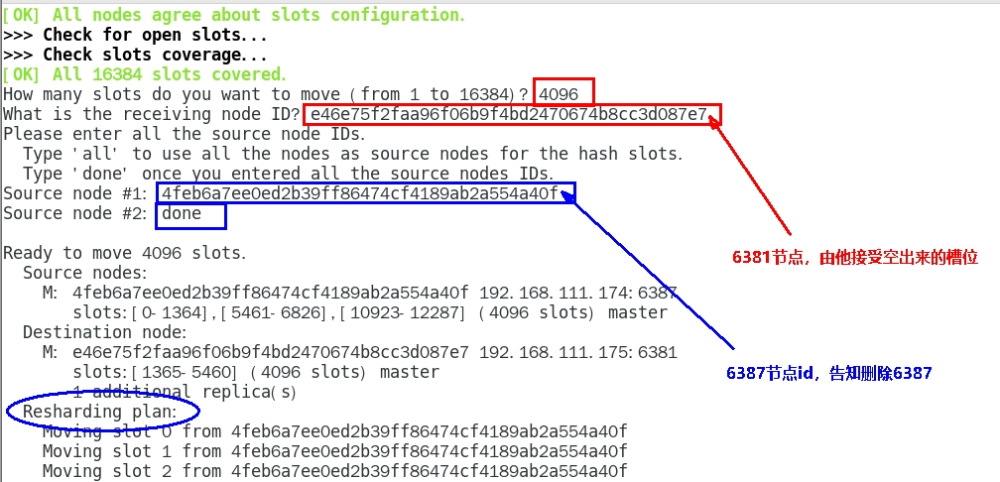 [OK] All nodes agree about slots configuration.
>>> Check for open slots...
>>> Check slots coverage...
[OK] All 16384 slots covered.
How many slots do you want to move (from 1 to 16384)? 4096
What is the receiving node ID? e46e75f2faa96f06b9f4bd2470674b8cc3d087e7
Please enter all the source node IDs.
  Type 'all' to use all the nodes as source nodes for the hash slots.
  Type 'done' once you entered all the source nodes IDs.
Source node #1: 4feb6a7ee0ed2b39ff86474cf4189ab2a554a40f
Source node #2: done
6381节点，由他接受空出来的槽位
Ready to move 4096 slots.
  Source nodes:
    M: 4feb6a7ee0ed2b39ff86474cf4189ab2a554a40f 192.168.111.174:6387
       slots:[0-1364],[5461-6826],[10923-12287] (4096 slots) master
  Destination node:
    M: e46e75f2faa96f06b9f4bd2470674b8cc3d087e7 192.168.111.175:6381
       slots:[1365-5460] (4096 slots) master
       1 additional replica(s)
6387节点id，告知删除6387
  Resharding plan:
    Moving slot 0 from 4feb6a7ee0ed2b39ff86474cf4189ab2a554a40f
    Moving slot 1 from 4feb6a7ee0ed2b39ff86474cf4189ab2a554a40f
    Moving slot 2 from 4feb6a7ee0ed2b39ff86474cf4189ab2a554a40f